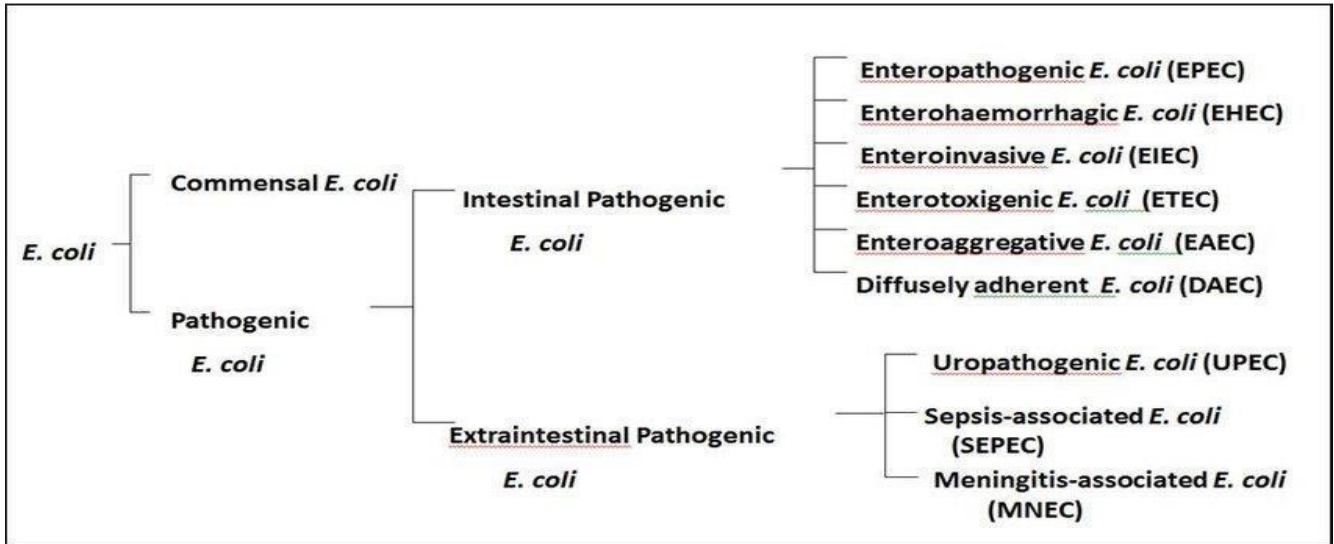 E. coli
Commensal E. coli
Pathogenic
E. coli
Intestinal Pathogenic
E. coli
Extraintestinal Pathogenic
E. coli
Enteropathogenic E. coli (EPEC)
Enterohaemorrhagic E. coli (EHEC)
Enteroinvasive E. coli (EIEC)
Enterotoxigenic E. coli (ETEC)
Enteroaggregative E. coli (EAEC)
Diffusely adherent E. coli (DAEC)
Uropathogenic E. coli (UPEC)
Sepsis-associated E. coli
(SEPEC)
Meningitis-associated E. coli
(MNEC)